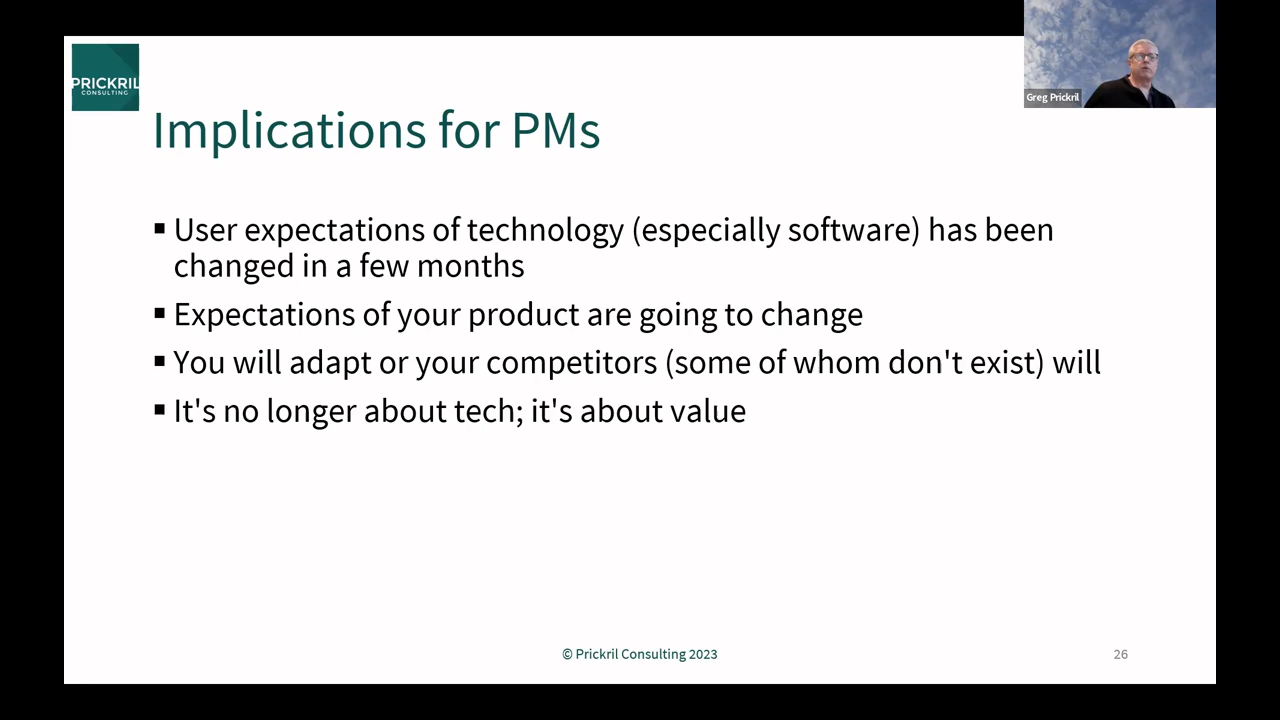 PRICKRIL
CONSULTING
Greg Prickril
Implications for PMs
▪ User expectations of technology (especially software) has been
changed in a few months
▪ Expectations of your product are going to change
▪ You will adapt or your competitors (some of whom don't exist) will
▪ It's no longer about tech; it's about value
© Prickril Consulting 2023
26